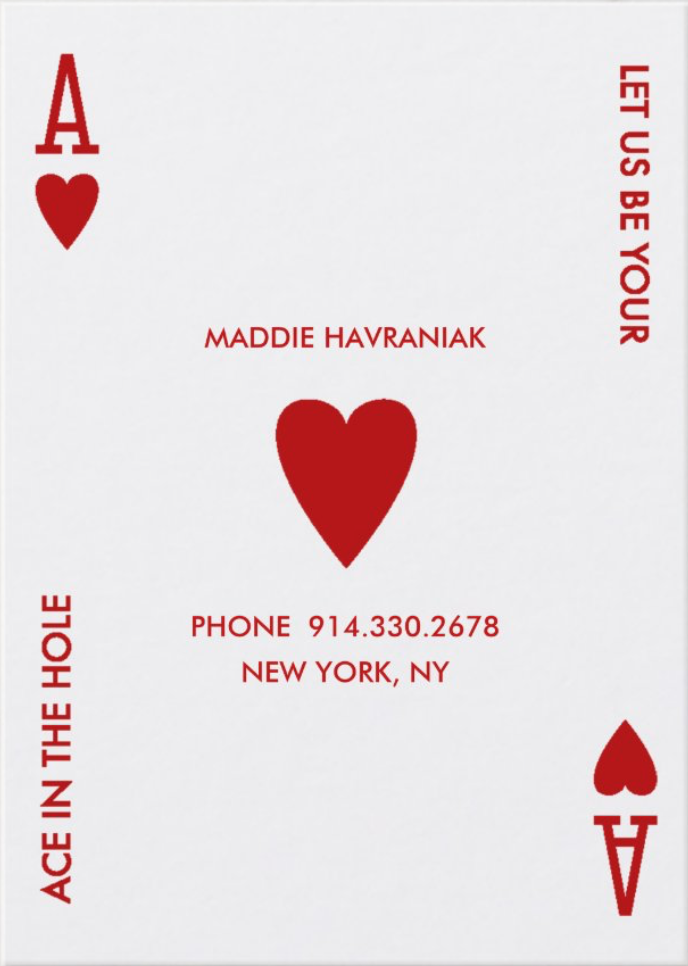 A
LET US BE YOUR
MADDIE HAVRANIAK
PHONE 914.330.2678
NEW YORK, NY
ACE IN THE HOLE
A